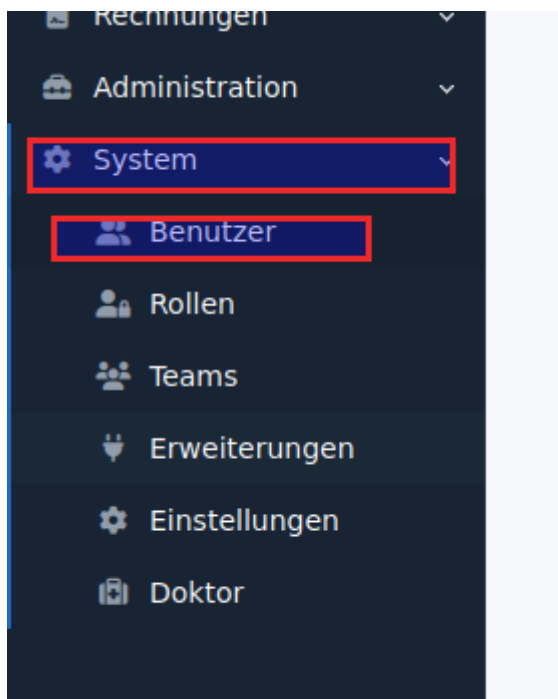 Rechnungen
Administration
System
Benutzer
Rollen
Teams
Erweiterungen
Einstellungen
Doktor